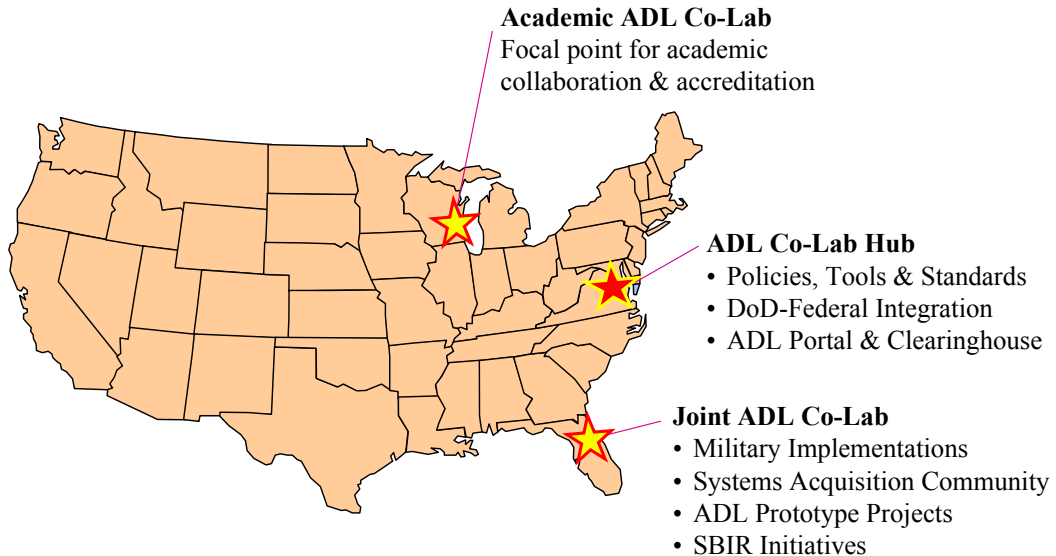 Academic ADL Co-Lab
Focal point for academic
collaboration & accreditation
ADL Co-Lab Hub
• Policies, Tools & Standards
• DoD-Federal Integration
• ADL Portal & Clearinghouse
Joint ADL Co-Lab
• Military Implementations
• Systems Acquisition Community
• ADL Prototype Projects
• SBIR Initiatives